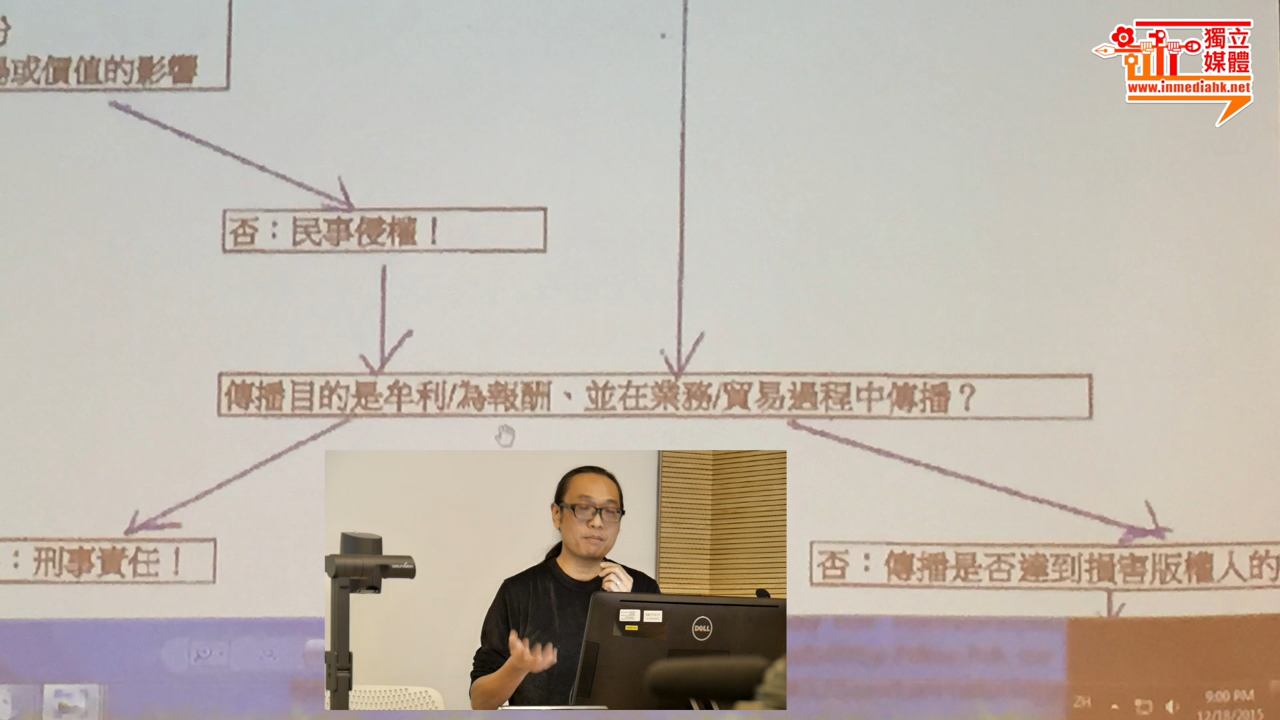 獨立
媒體
www.inmediahk.net
或價值的影響
否：民事侵權！
傳播目的是牟利/為報酬、並在業務/貿易過程中傳播？
：刑事責任！
否：傳播是否達到損害版權人的
DELL
ZH
9:00 PM
12/18/2015